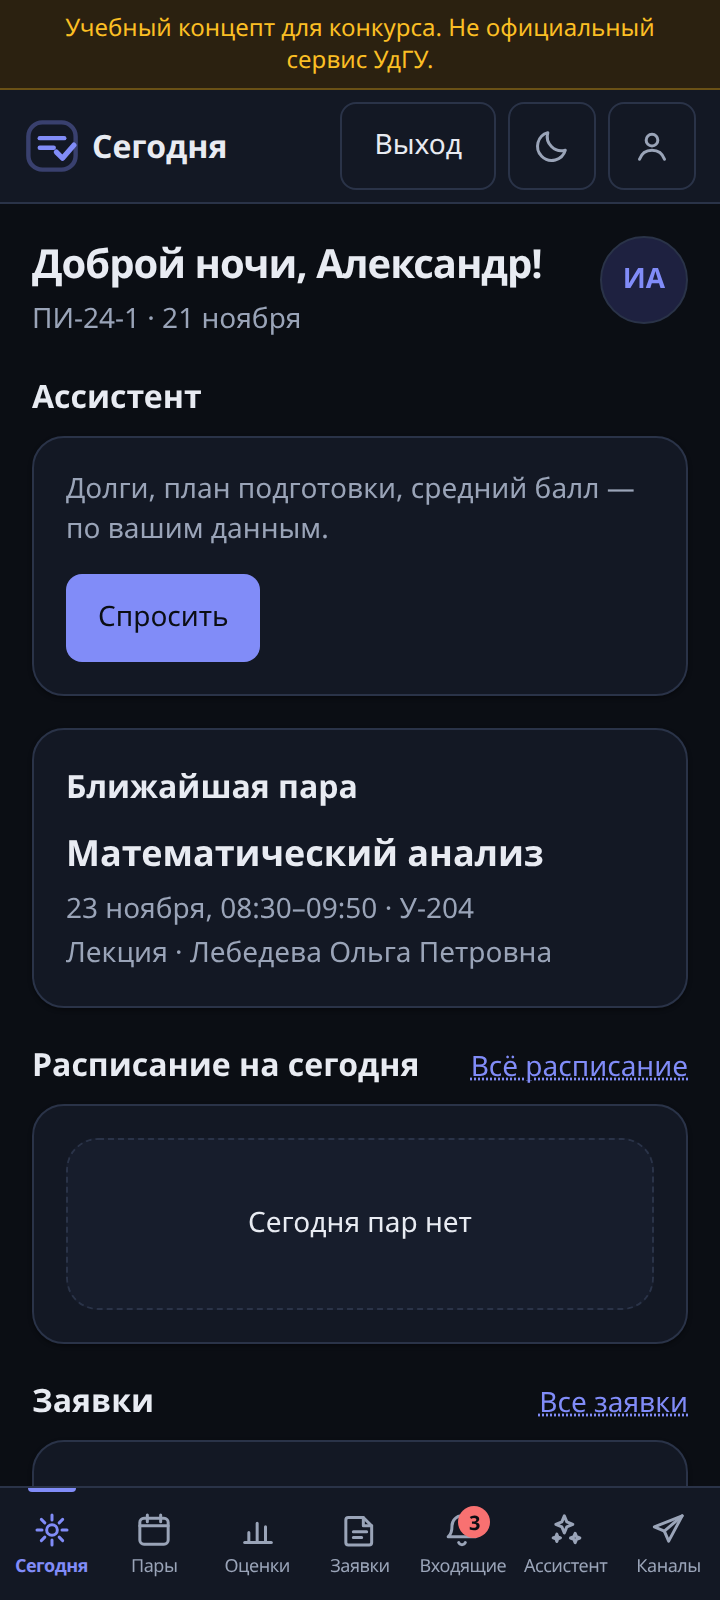 Учебный концепт для конкурса. Не официальный
сервис УдГУ.
Сегодня
Выход
Доброй ночи, Александр!
ИА
ПИ-24-1 · 21 ноября
Ассистент
Долги, план подготовки, средний балл —
по вашим данным.
Спросить
Ближайшая пара
Математический анализ
23 ноября, 08:30–09:50 · У-204
Лекция · Лебедева Ольга Петровна
Расписание на сегодня
Всё расписание
Сегодня пар нет
Заявки
Все заявки
3
Сегодня
Пары
Оценки
Заявки
Входящие
Ассистент
Каналы